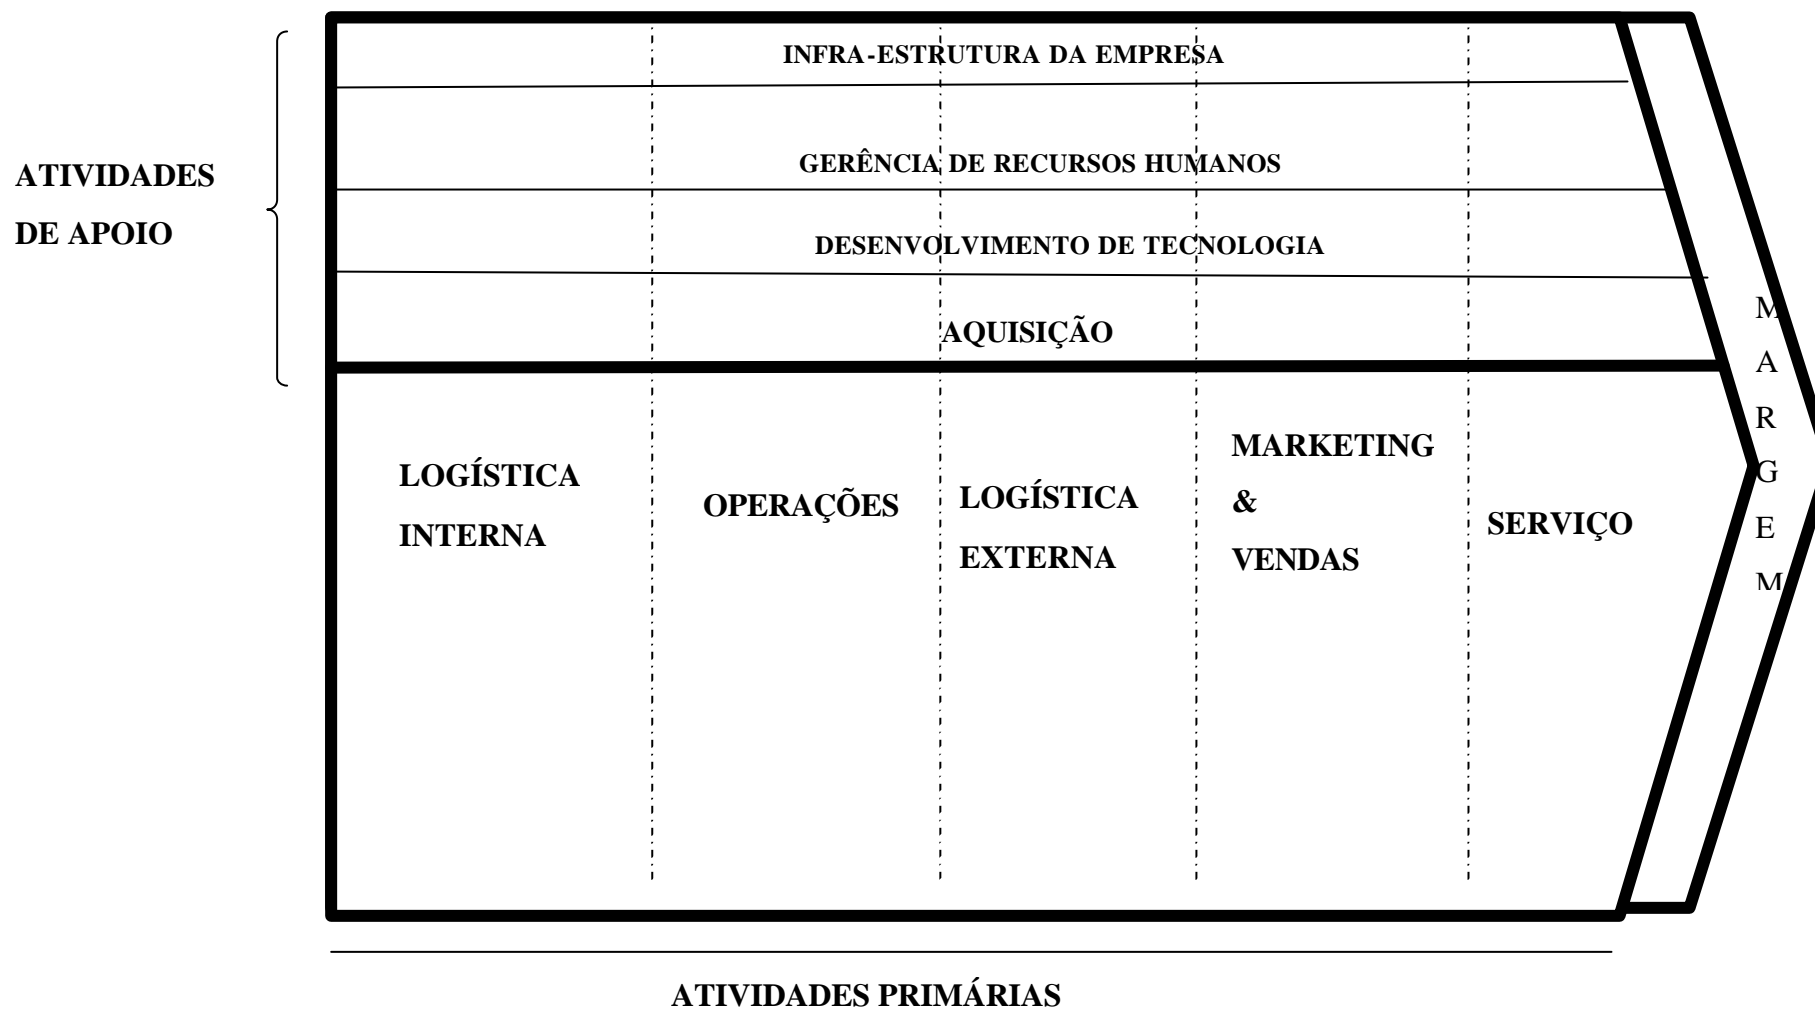 INFRA-ESTRUTURA DA EMPRESA
GERÊNCIA DE RECURSOS HUMANOS
ATIVIDADES
DE APOIO
DESENVOLVIMENTO DE TECNOLOGIA
AQUISIÇÃO
LOGÍSTICA
INTERNA
OPERAÇÕES
LOGÍSTICA
EXTERNA
MARKETING
&
VENDAS
SERVIÇO
M
A
R
G
E
M
ATIVIDADES PRIMÁRIAS